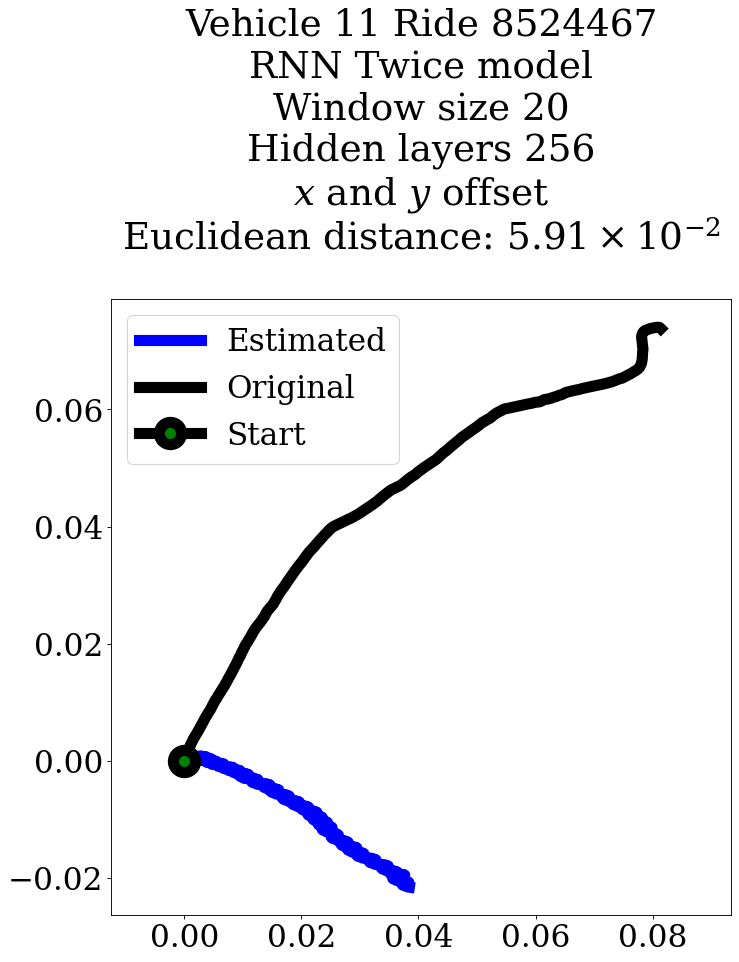 Vehicle 11 Ride 8524467
RNN Twice model
Window size 20
Hidden layers 256
x and y offset
Euclidean distance: 5.91 × 10⁻²
Estimated
Original
Start
0.06
0.04
0.02
0.00
−0.02
0.00 0.02 0.04 0.06 0.08